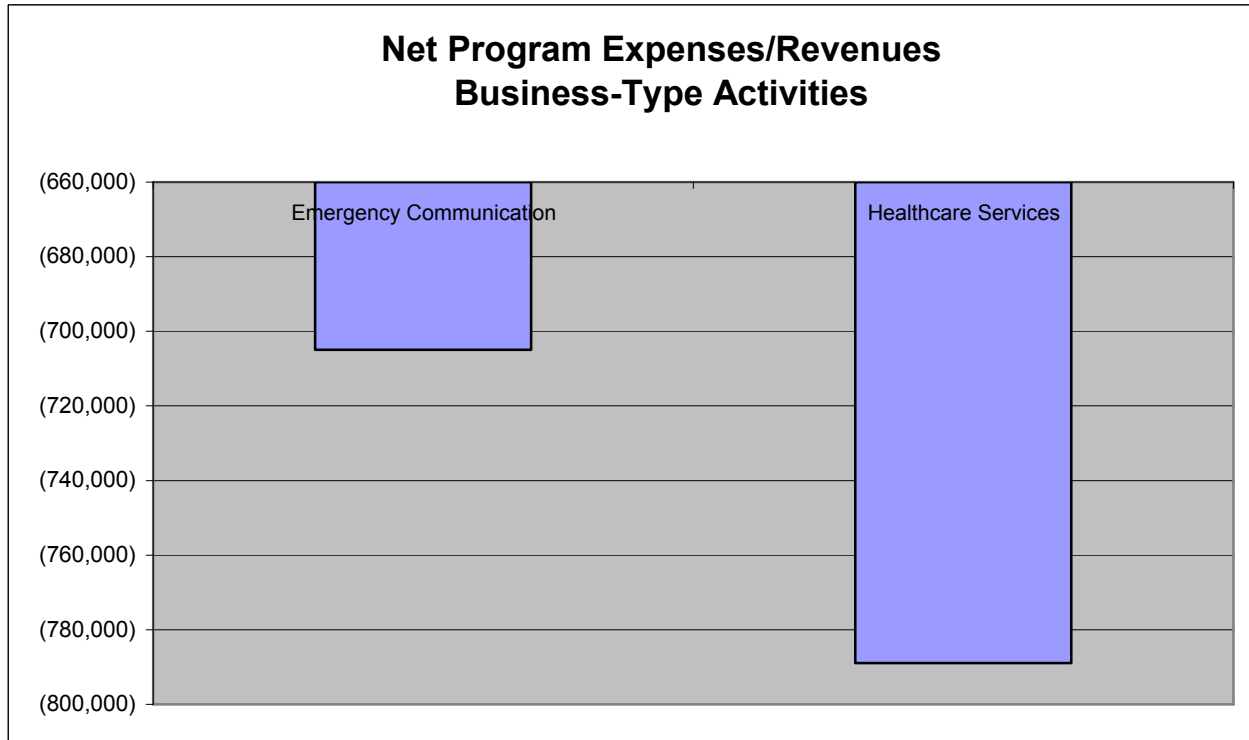 Net Program Expenses/Revenues
Business-Type Activities
(660,000)
Emergency Communication
Healthcare Services
(680,000)
(700,000)
(720,000)
(740,000)
(760,000)
(780,000)
(800,000)